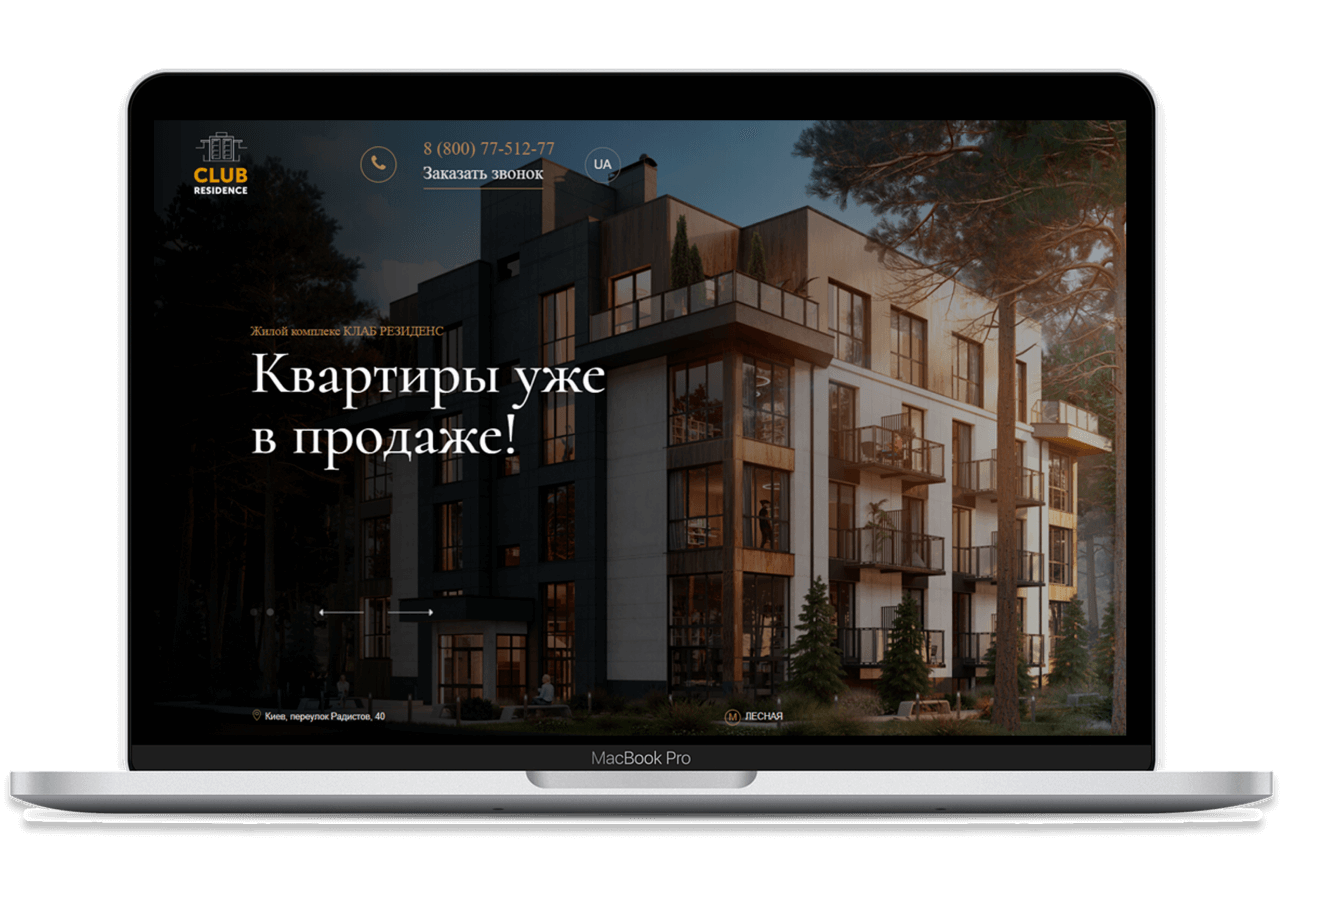 CLUB
RESIDENCE
8 (800) 77-512-77
Заказать звонок
UA
Жилой комплекс КЛАБ РЕЗИДЕНС
Квартиры уже
в продаже!
Киев, переулок Радистов, 40
М ЛЕСНАЯ
MacBook Pro